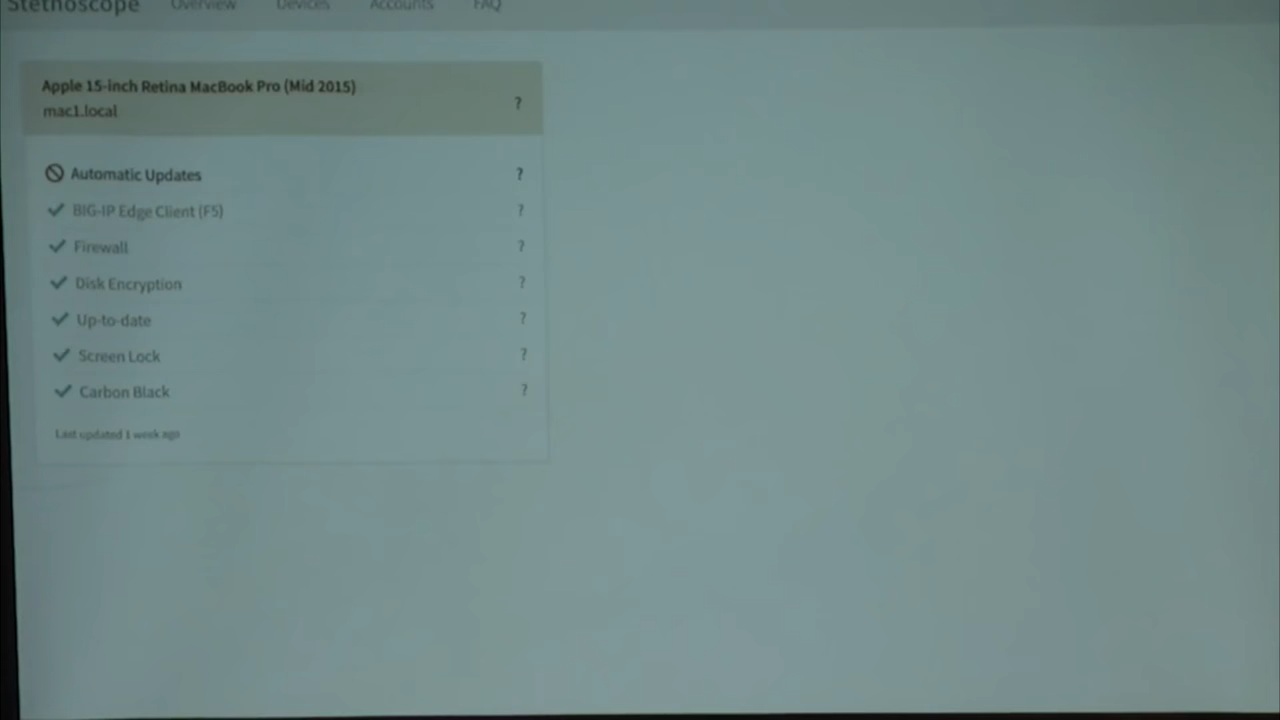 Stethoscope Overview Devices Accounts FAQ
Apple 15-inch Retina MacBook Pro (Mid 2015)
mac1.local
?
Automatic Updates ?
BIG-IP Edge Client (F5) ?
Firewall ?
Disk Encryption ?
Up-to-date ?
Screen Lock ?
Carbon Black ?
Last updated 1 week ago